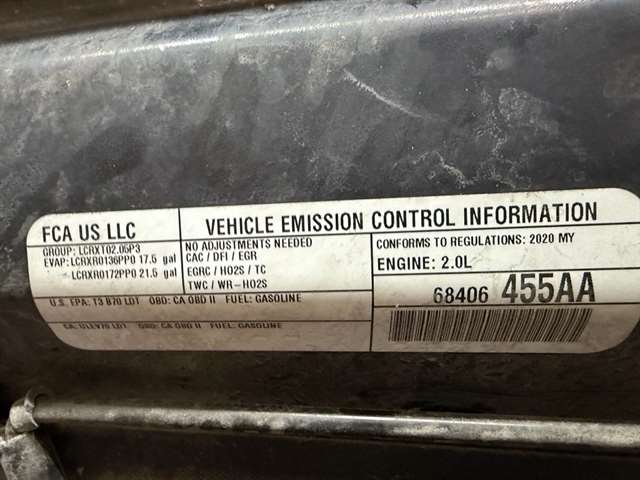 FCA US LLC
GROUP: LCRXT02.05P3
EVAP: LCRXR0136PP0 17.5 gal
LCRXR0172PP0 21.5 gal
VEHICLE EMISSION CONTROL INFORMATION
NO ADJUSTMENTS NEEDED
CAC / DFI / EGR
EGRC / HO2S / TC
TWC / WR-HO2S
CONFORMS TO REGULATIONS: 2020 MY
ENGINE: 2.0L
U.S. EPA: T3 B70 LDT OBD: CA OBD II FUEL: GASOLINE
CA: ULEV70 LDT OBD: CA OBD II FUEL: GASOLINE
68406 455AA